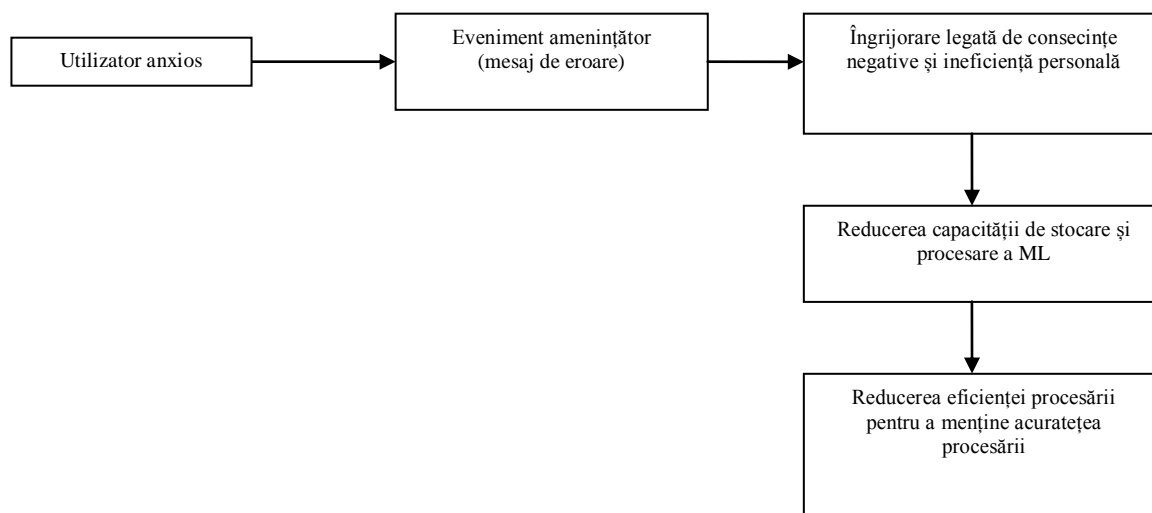 Utilizator anxios
Eveniment amenințător
(mesaj de eroare)
Îngrijorare legată de consecințe
negative și ineficiență personală
Reducerea capacității de stocare și
procesare a ML
Reducerea eficienței procesării
pentru a menține acuratețea
procesării